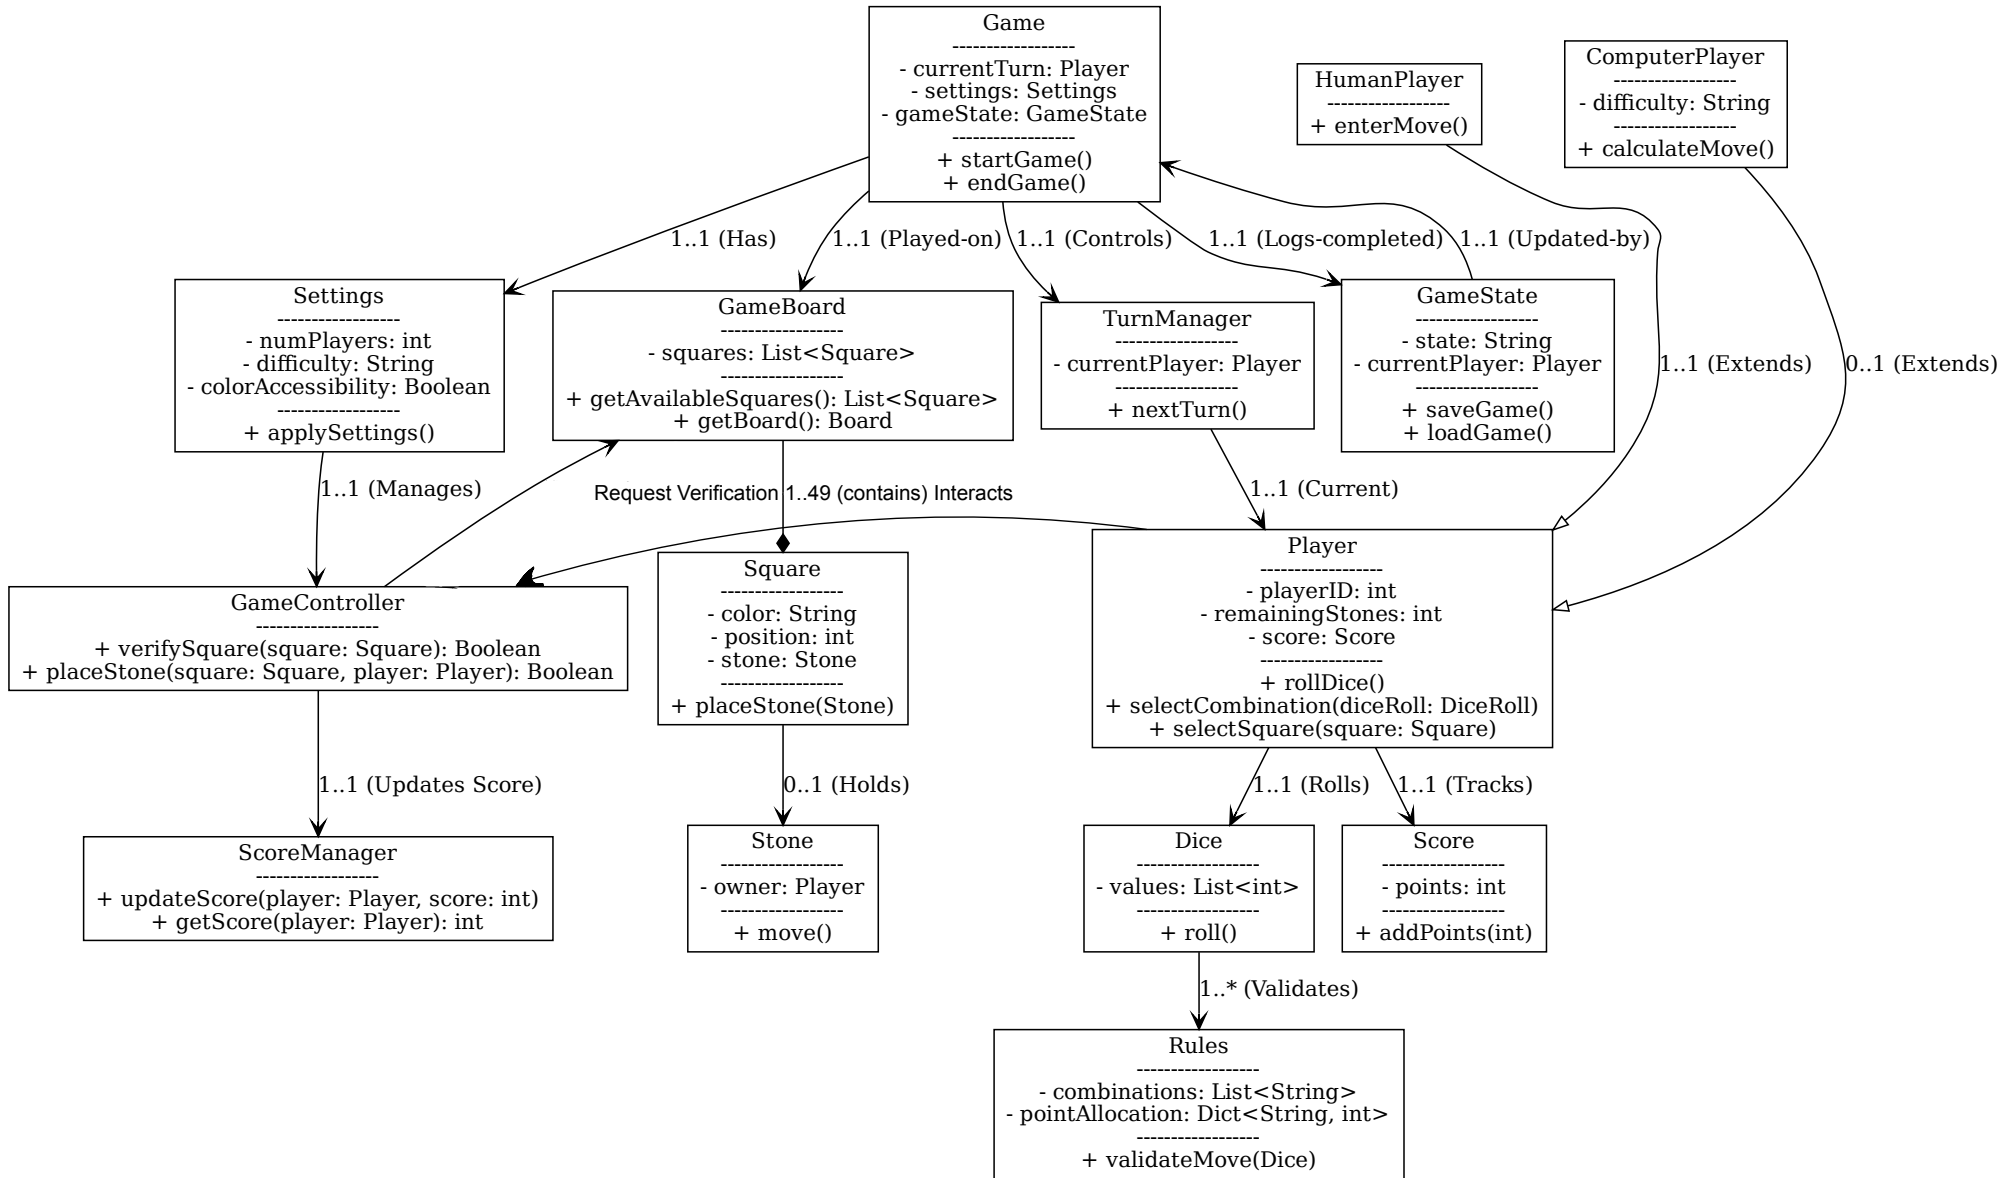 Game
------------------
- currentTurn: Player
- settings: Settings
- gameState: GameState
------------------
+ startGame()
+ endGame()
HumanPlayer
------------------
+ enterMove()
ComputerPlayer
------------------
- difficulty: String
------------------
+ calculateMove()
1..1 (Has)
1..1 (Played-on)
1..1 (Controls)
1..1 (Logs-completed)
1..1 (Updated-by)
Settings
------------------
- numPlayers: int
- difficulty: String
- colorAccessibility: Boolean
------------------
+ applySettings()
GameBoard
------------------
- squares: List<Square>
------------------
+ getAvailableSquares(): List<Square>
+ getBoard(): Board
TurnManager
------------------
- currentPlayer: Player
------------------
+ nextTurn()
GameState
------------------
- state: String
- currentPlayer: Player
------------------
+ saveGame()
+ loadGame()
1..1 (Extends)
0..1 (Extends)
1..1 (Manages)
Request Verification
1..49 (contains)
Interacts
1..1 (Current)
GameController
------------------
+ verifySquare(square: Square): Boolean
+ placeStone(square: Square, player: Player): Boolean
Square
------------------
- color: String
- position: int
- stone: Stone
------------------
+ placeStone(Stone)
Player
------------------
- playerID: int
- remainingStones: int
- score: Score
------------------
+ rollDice()
+ selectCombination(diceRoll: DiceRoll)
+ selectSquare(square: Square)
1..1 (Updates Score)
0..1 (Holds)
1..1 (Rolls)
1..1 (Tracks)
ScoreManager
------------------
+ updateScore(player: Player, score: int)
+ getScore(player: Player): int
Stone
------------------
- owner: Player
------------------
+ move()
Dice
------------------
- values: List<int>
------------------
+ roll()
Score
------------------
- points: int
------------------
+ addPoints(int)
1..* (Validates)
Rules
------------------
- combinations: List<String>
- pointAllocation: Dict<String, int>
------------------
+ validateMove(Dice)